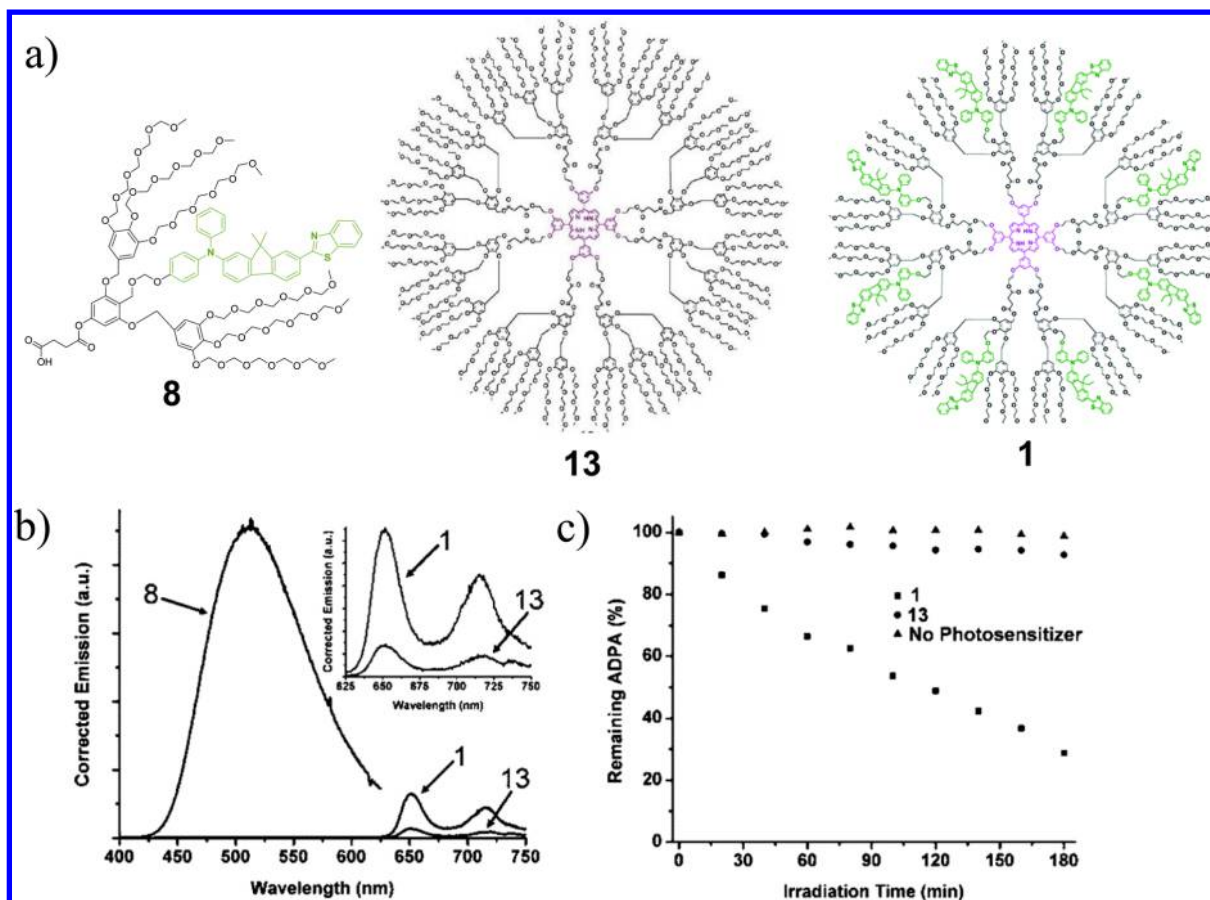 a)
N
N
S
O
OH
8
13
1
b)
Corrected Emission (a.u.)
8
1
13
400 450 500 550 600 650 700 750
Wavelength (nm)
Corrected Emission (a.u.)
1
13
625 650 675 700 725 750
Wavelength (nm)
c)
Remaining ADPA (%)
100
80
60
40
20
0
1
13
No Photosensitizer
0 30 60 90 120 150 180
Irradiation Time (min)